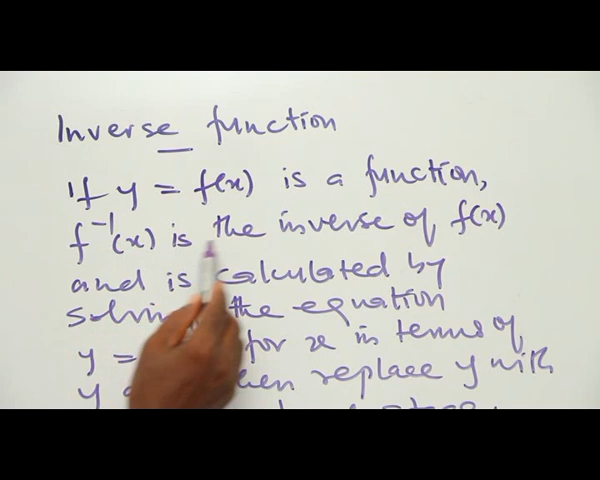 Inverse function
If y = f(x) is a function,
f⁻¹(x) is the inverse of f(x)
and is calculated by
the equation
y = for x in terms of
y replace y with